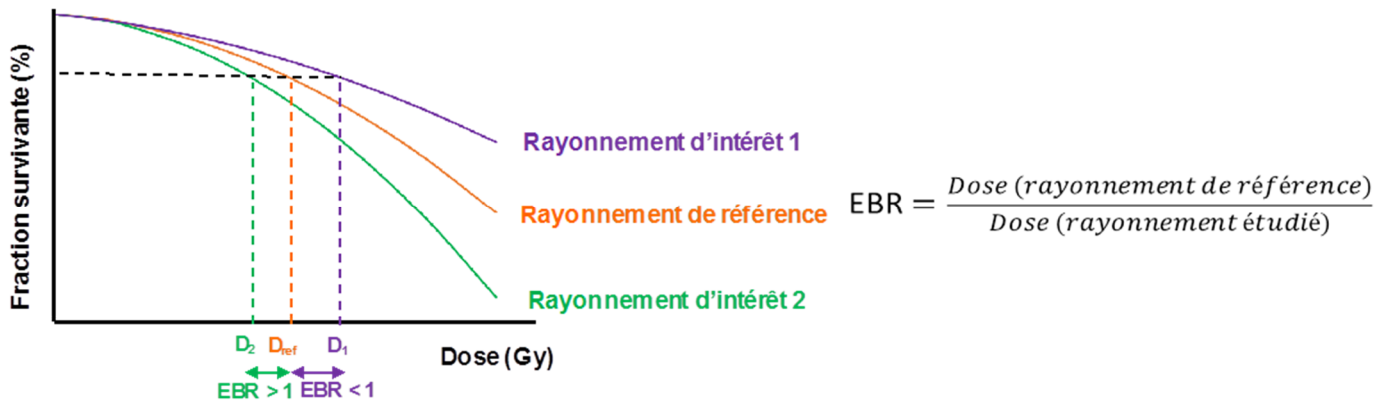 Fraction survivante (%)
Rayonnement d'intérêt 1
Rayonnement de référence
Rayonnement d'intérêt 2
D2 Dref D1
Dose (Gy)
EBR > 1 EBR < 1
EBR = Dose (rayonnement de référence)
Dose (rayonnement étudié)